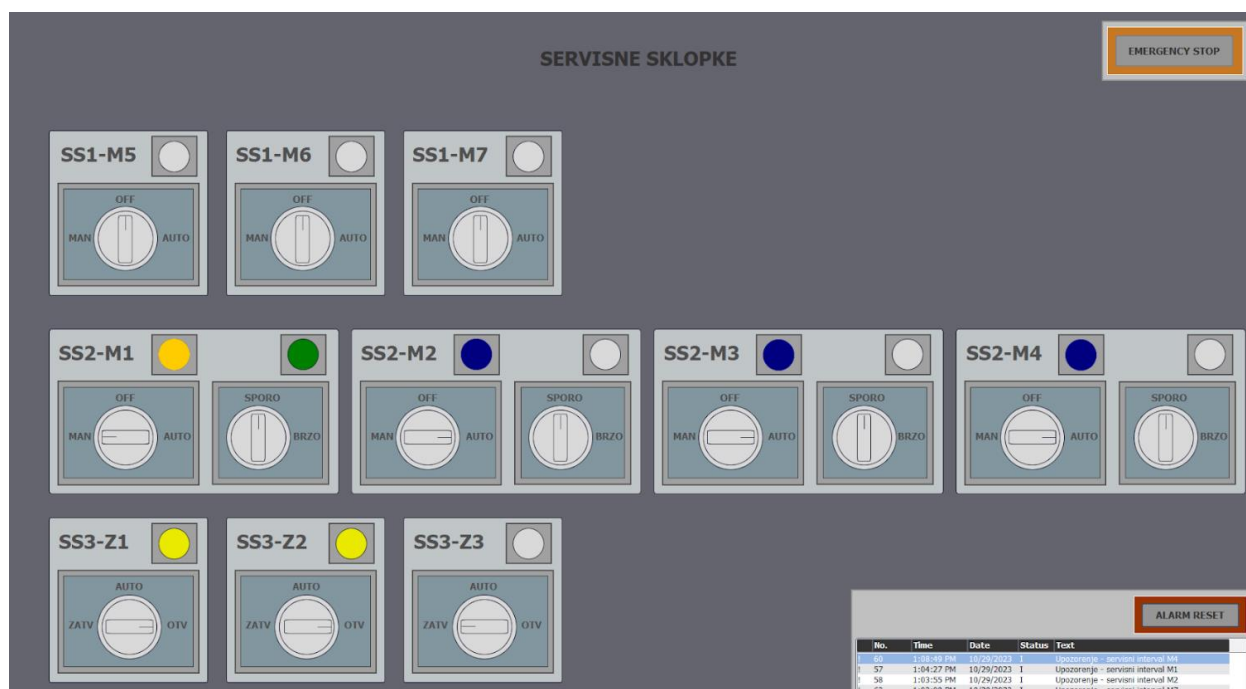 SERVISNE SKLOPKE
EMERGENCY STOP
SS1-M5
OFF
MAN AUTO
SS1-M6
OFF
MAN AUTO
SS1-M7
OFF
MAN AUTO
SS2-M1
OFF
MAN AUTO
SPORO
BRZO
SS2-M2
OFF
MAN AUTO
SPORO
BRZO
SS2-M3
OFF
MAN AUTO
SPORO
BRZO
SS2-M4
OFF
MAN AUTO
SPORO
BRZO
SS3-Z1
AUTO
ZATV OTV
SS3-Z2
AUTO
ZATV OTV
SS3-Z3
AUTO
ZATV OTV
ALARM RESET
No. Time Date Status Text
! 60 1:08:49 PM 10/29/2023 I Upozorenje - servisni interval M4
! 57 1:04:27 PM 10/29/2023 I Upozorenje - servisni interval M1
! 58 1:03:55 PM 10/29/2023 I Upozorenje - servisni interval M2